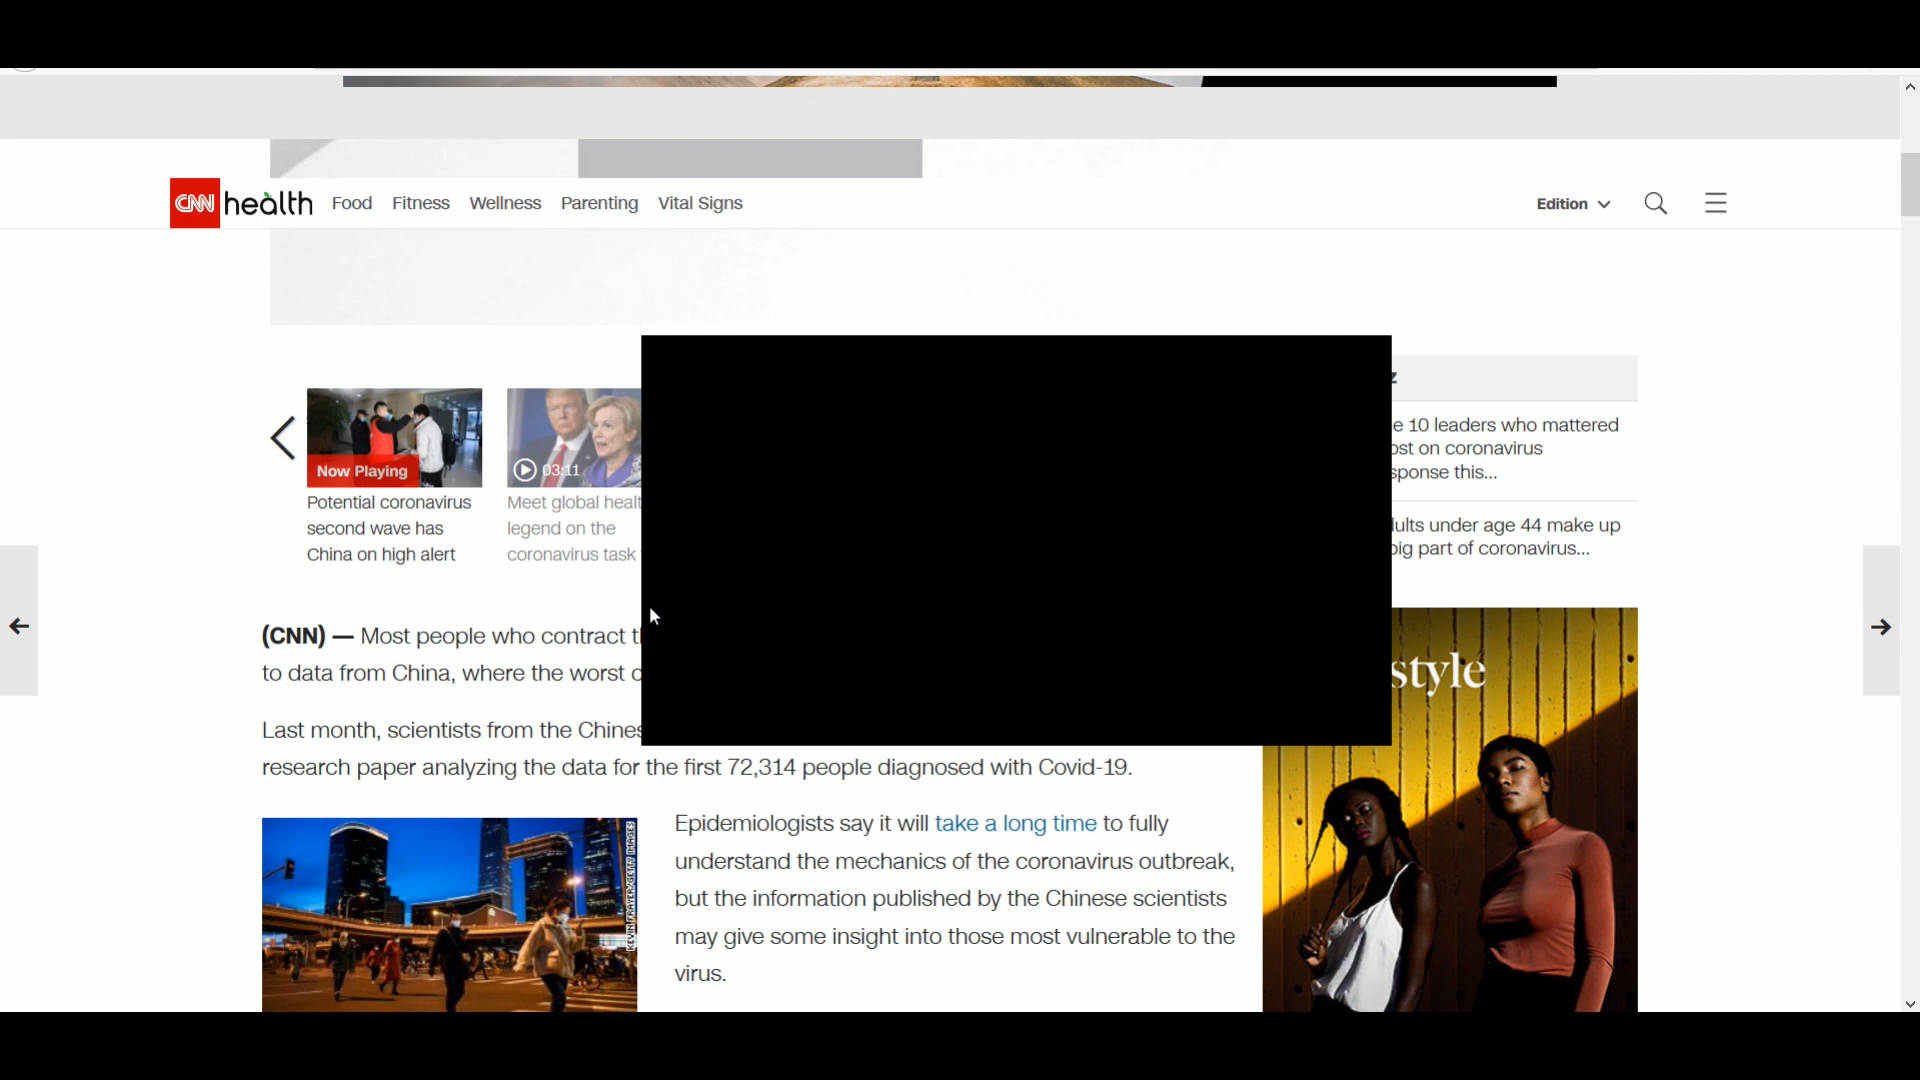 CNN health Food Fitness Wellness Parenting Vital Signs Edition
Now Playing
Potential coronavirus
second wave has
China on high alert
03:11
Meet global healt
legend on the
coronavirus task
e 10 leaders who mattered
ost on coronavirus
sponse this...
ults under age 44 make up
big part of coronavirus...
(CNN) — Most people who contract t
to data from China, where the worst o
Last month, scientists from the Chines
research paper analyzing the data for the first 72,314 people diagnosed with Covid-19.
KEVIN FRAYER/GETTY IMAGES
Epidemiologists say it will take a long time to fully
understand the mechanics of the coronavirus outbreak,
but the information published by the Chinese scientists
may give some insight into those most vulnerable to the
virus.
style